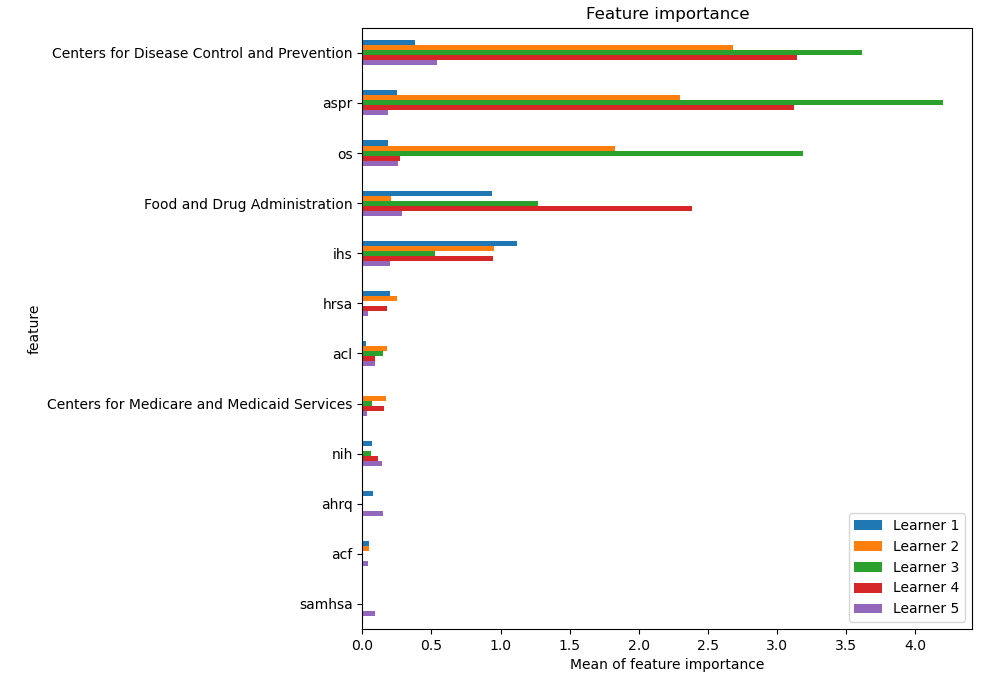 Feature importance
Centers for Disease Control and Prevention
aspr
os
Food and Drug Administration
ihs
hrsa
acl
Centers for Medicare and Medicaid Services
nih
ahrq
acf
samhsa
feature
Learner 1
Learner 2
Learner 3
Learner 4
Learner 5
0.0 0.5 1.0 1.5 2.0 2.5 3.0 3.5 4.0
Mean of feature importance